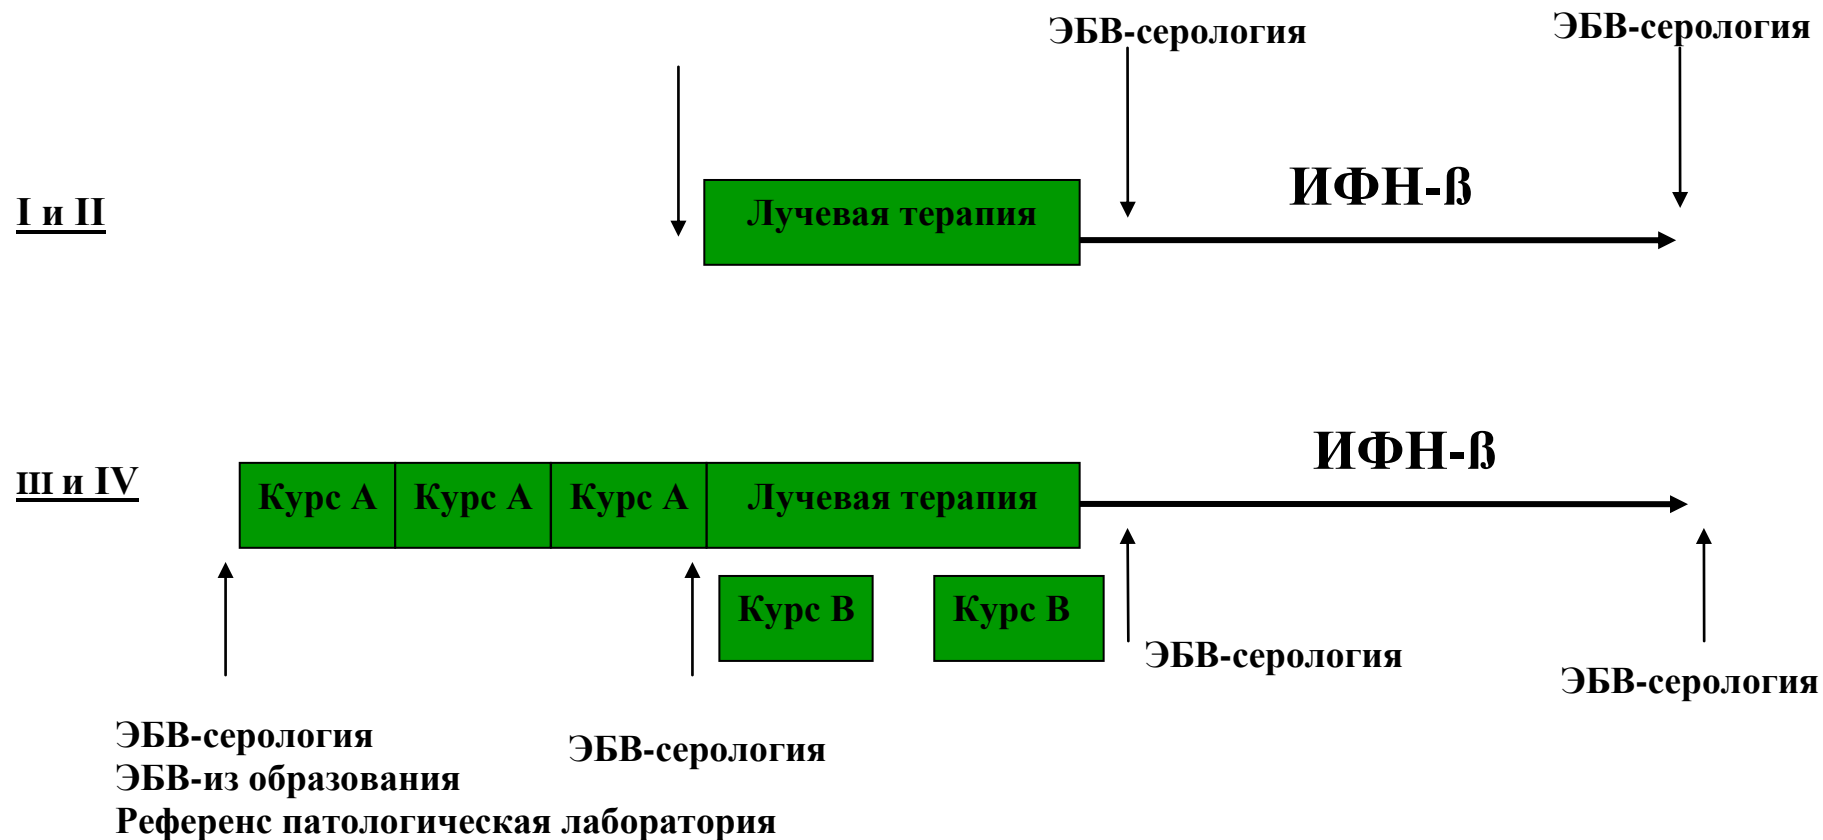 ЭБВ-серология
ЭБВ-серология
I и II
Лучевая терапия
ИФН-ß
III и IV
Курс А
Курс А
Курс А
Лучевая терапия
ИФН-ß
Курс В
Курс В
ЭБВ-серология
ЭБВ-серология
ЭБВ-серология
ЭБВ-из образования
Референс патологическая лаборатория
ЭБВ-серология